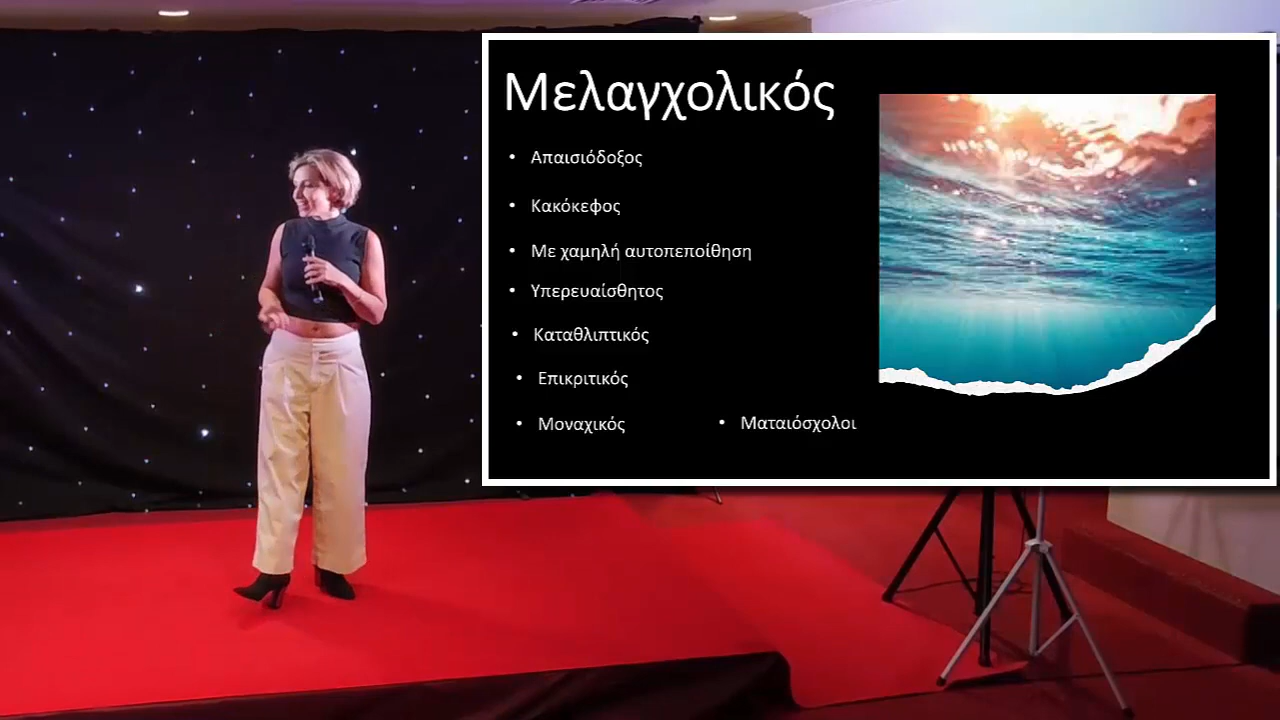 Μελαγχολικός
• Απαισιόδοξος
• Κακόκεφος
• Με χαμηλή αυτοπεποίθηση
• Υπερευαίσθητος
• Καταθλιπτικός
• Επικριτικός
• Μοναχικός
• Ματαιόσχολοι